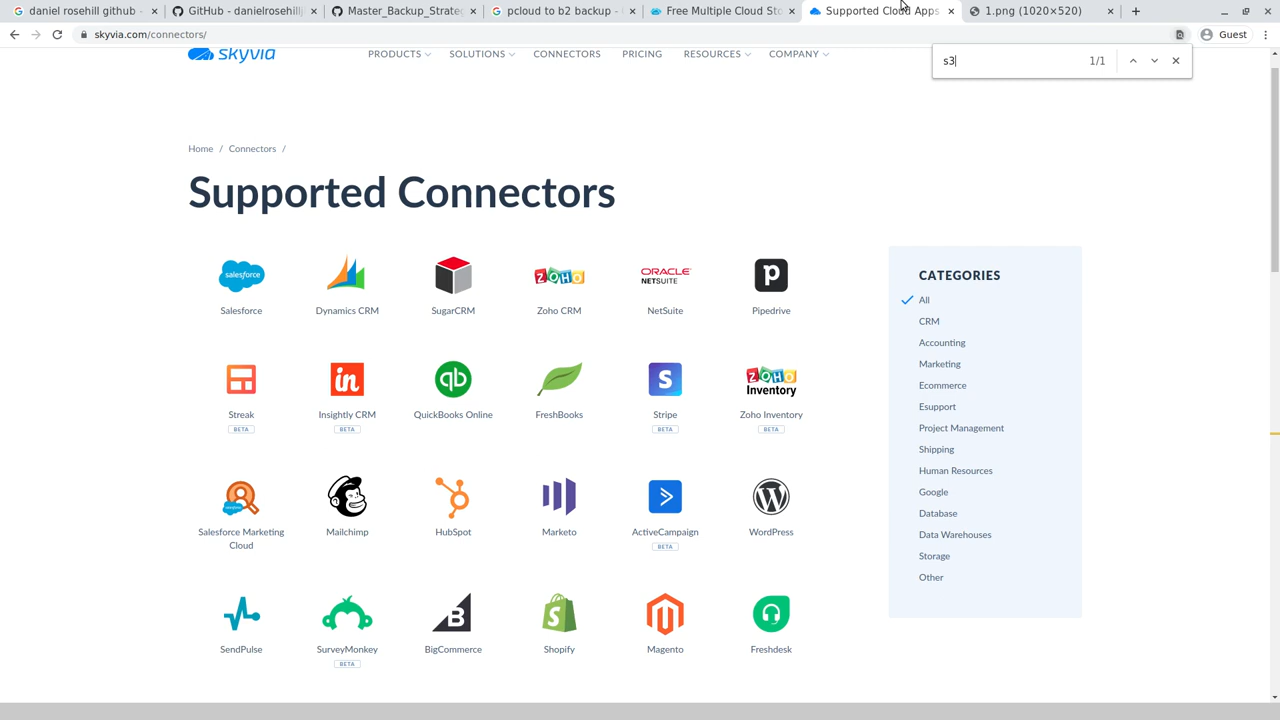 daniel rosehill github -
GitHub - danielrosehill
Master_Backup_Strateg
pcloud to b2 backup -
Free Multiple Cloud Sto
Supported Cloud Apps
1.png (1020×520)
skyvia.com/connectors/
Guest
s3
1/1
skyvia
PRODUCTS
SOLUTIONS
CONNECTORS
PRICING
RESOURCES
COMPANY
Home / Connectors /
Supported Connectors
salesforce
ZOHO
ORACLE
NETSUITE
Salesforce
Dynamics CRM
SugarCRM
Zoho CRM
NetSuite
Pipedrive
in
qb
S
ZOHO
Inventory
Streak
Insightly CRM
QuickBooks Online
FreshBooks
Stripe
Zoho Inventory
BETA
BETA
BETA
BETA
salesforce
Salesforce Marketing
Cloud
Mailchimp
HubSpot
Marketo
ActiveCampaign
WordPress
BETA
B
S
SendPulse
SurveyMonkey
BigCommerce
Shopify
Magento
Freshdesk
BETA
CATEGORIES
All
CRM
Accounting
Marketing
Ecommerce
Esupport
Project Management
Shipping
Human Resources
Google
Database
Data Warehouses
Storage
Other